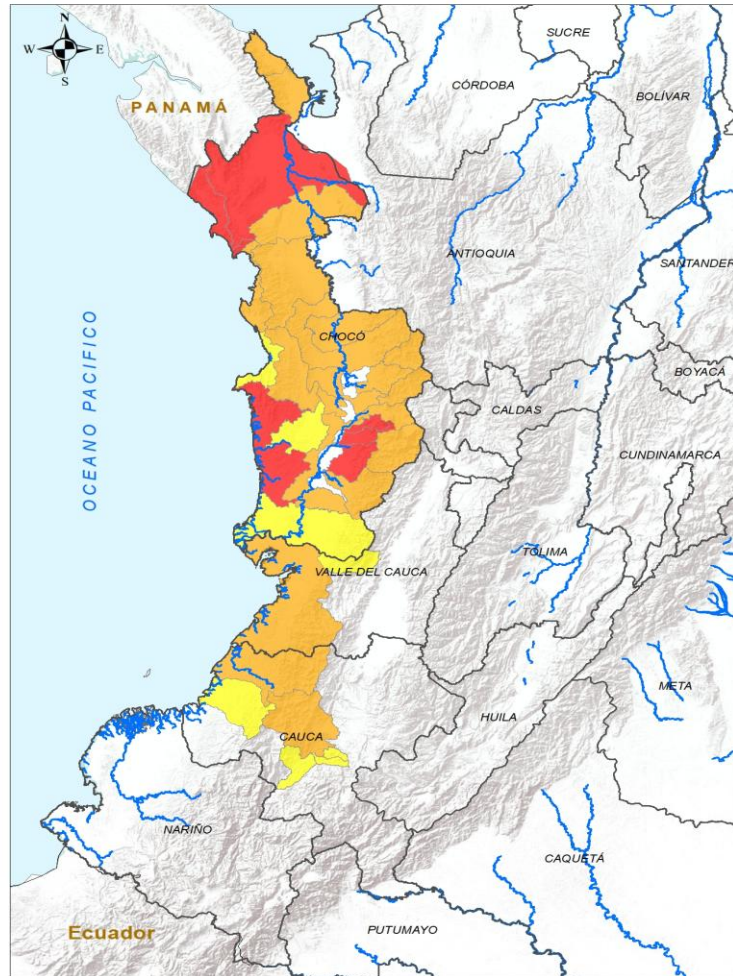 N
W E
S
SUCRE
CÓRDOBA
PANAMÁ
BOLÍVAR
ANTIOQUIA
SANTANDER
CHOCÓ
BOYACÁ
CALDAS
OCEANO PACIFICO
CUNDINAMARCA
TOLIMA
VALLE DEL CAUCA
META
HUILA
CAUCA
NARIÑO
CAQUETÁ
Ecuador
PUTUMAYO